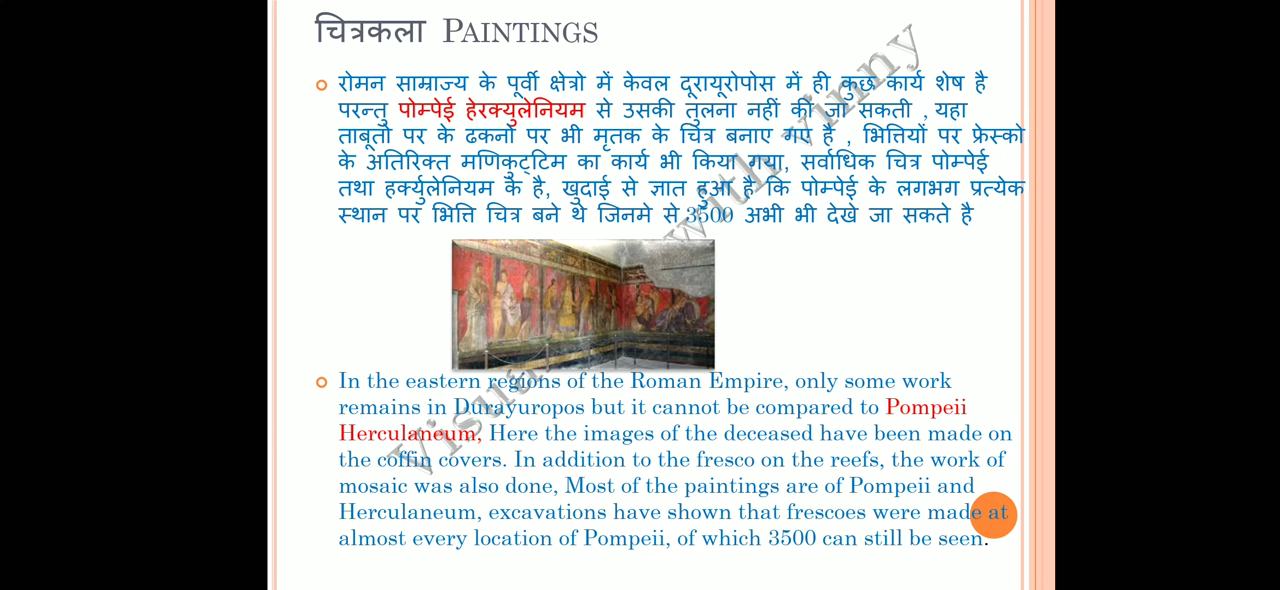 चित्रकला PAINTINGS
रोमन साम्राज्य के पूर्वी क्षेत्रो में केवल दूरायूरोपोस में ही कुछ कार्य शेष है
परन्तु पोम्पेई हेरक्युलेनियम से उसकी तुलना नहीं की जा सकती , यहा
ताबूतो पर के ढकनो पर भी मृतक के चित्र बनाए गए है , भित्तियों पर फ्रेस्को
के अतिरिक्त मणिकुट्टिम का कार्य भी किया गया, सर्वाधिक चित्र पोम्पेई
तथा हर्क्युलेनियम के है, खुदाई से ज्ञात हुआ है कि पोम्पेई के लगभग प्रत्येक
स्थान पर भित्ति चित्र बने थे जिनमे से 3500 अभी भी देखे जा सकते है
In the eastern regions of the Roman Empire, only some work
remains in Durayuropos but it cannot be compared to Pompeii
Herculaneum, Here the images of the deceased have been made on
the coffin covers. In addition to the fresco on the reefs, the work of
mosaic was also done, Most of the paintings are of Pompeii and
Herculaneum, excavations have shown that frescoes were made at
almost every location of Pompeii, of which 3500 can still be seen.
with vinny